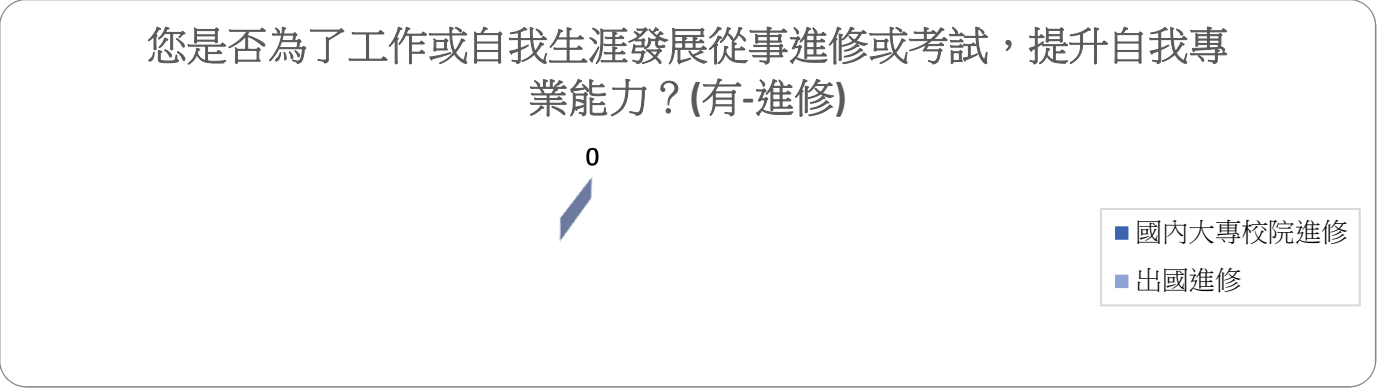 您是否為了工作或自我生涯發展從事進修或考試，提升自我專
業能力？(有-進修)
0
國內大專校院進修
出國進修